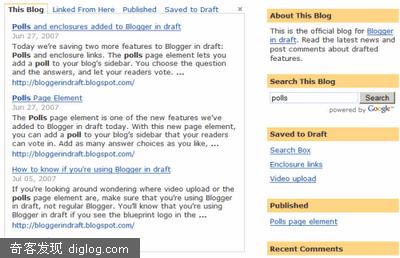 This Blog Linked From Here Published Saved to Draft ×
Polls and enclosures added to Blogger in draft
Jun 27, 2007
Today we're saving two more features to Blogger in draft:
Polls and enclosure links. The polls page element lets you
add a poll to your blog's sidebar. You choose the question
and the answers, and let your readers vote. ...
http://bloggerindraft.blogspot.com/
Polls Page Element
Jun 27, 2007
The Polls page element is one of the new features we've
added to Blogger in draft today. With this new page element,
you can add a poll to your blog's sidebar that your readers
can vote in. Add as many answer choices as you like, ...
http://bloggerindraft.blogspot.com/
How to know if you're using Blogger in draft
Jul 05, 2007
If you're looking around wondering where video upload or the
polls page element are, make sure that you're using Blogger
in draft, not regular Blogger. You'll know that you're using
Blogger in draft if you see the blueprint logo in the ...
http://bloggerindraft.blogspot.com/
About This Blog
This is the official blog for Blogger
in draft. Read the latest news and
post comments about drafted
features.
Search This Blog
polls Search
powered by Google™
Saved to Draft
Search Box
Enclosure links
Video upload
Published
Polls page element
Recent Comments
奇客发现 diglog.com